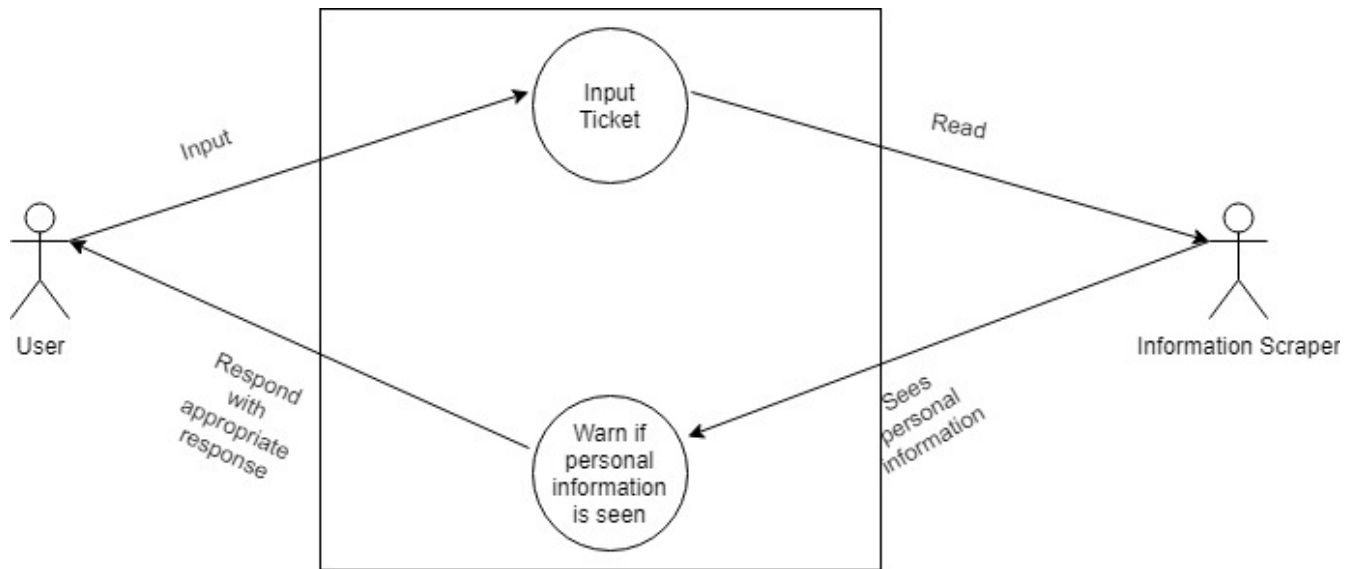 Input
Ticket
Input
Read
User
Information Scraper
Respond
with
appropriate
response
Sees
personal
information
Warn if
personal
information
is seen